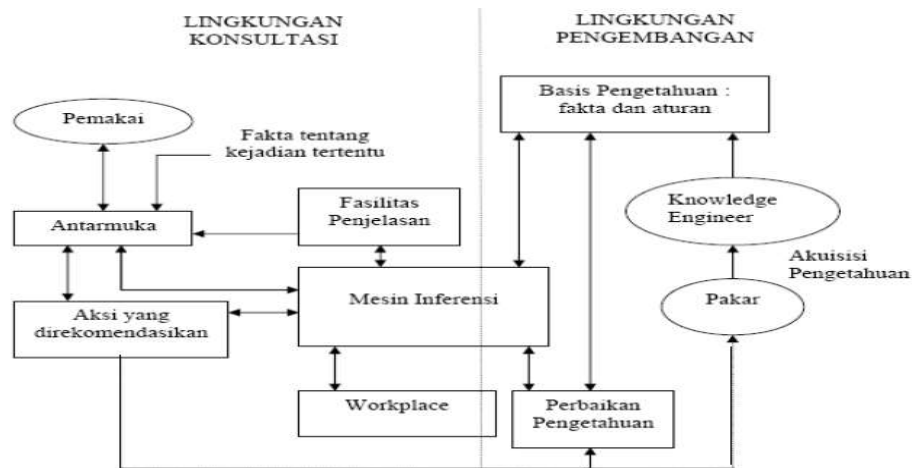 LINGKUNGAN
KONSULTASI
LINGKUNGAN
PENGEMBANGAN
Basis Pengetahuan :
fakta dan aturan
Pemakai
Fakta tentang
kejadian tertentu
Fasilitas
Penjelasan
Knowledge
Engineer
Antarmuka
Akuisisi
Pengetahuan
Mesin Inferensi
Pakar
Aksi yang
direkomendasikan
Workplace
Perbaikan
Pengetahuan